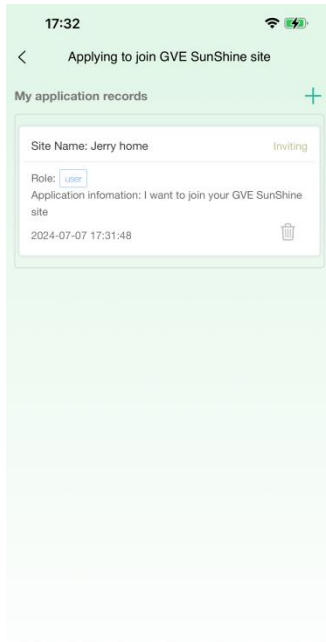 17:32
Applying to join GVE SunShine site
My application records
Site Name: Jerry home
Inviting
Role: user
Application infomation: I want to join your GVE SunShine
site
2024-07-07 17:31:48